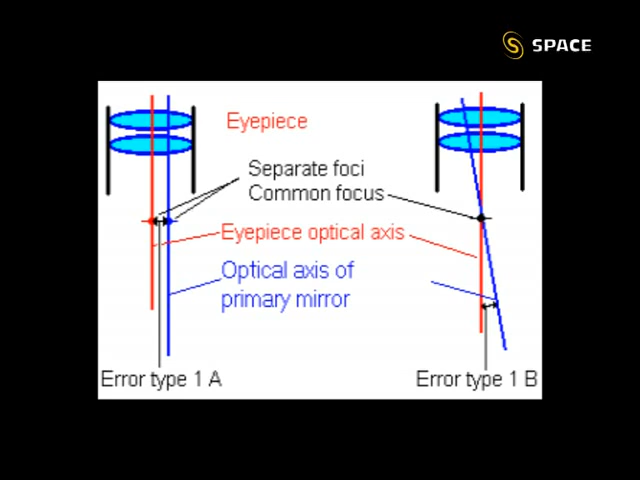 SPACE
Eyepiece
Separate foci
Common focus
Eyepiece optical axis
Optical axis of
primary mirror
Error type 1 A
Error type 1 B